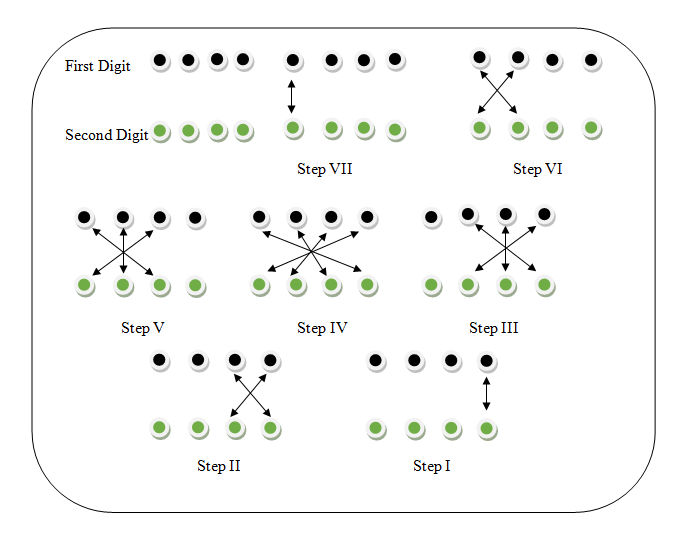 First Digit
Second Digit
Step VII
Step VI
Step V
Step IV
Step III
Step II
Step I